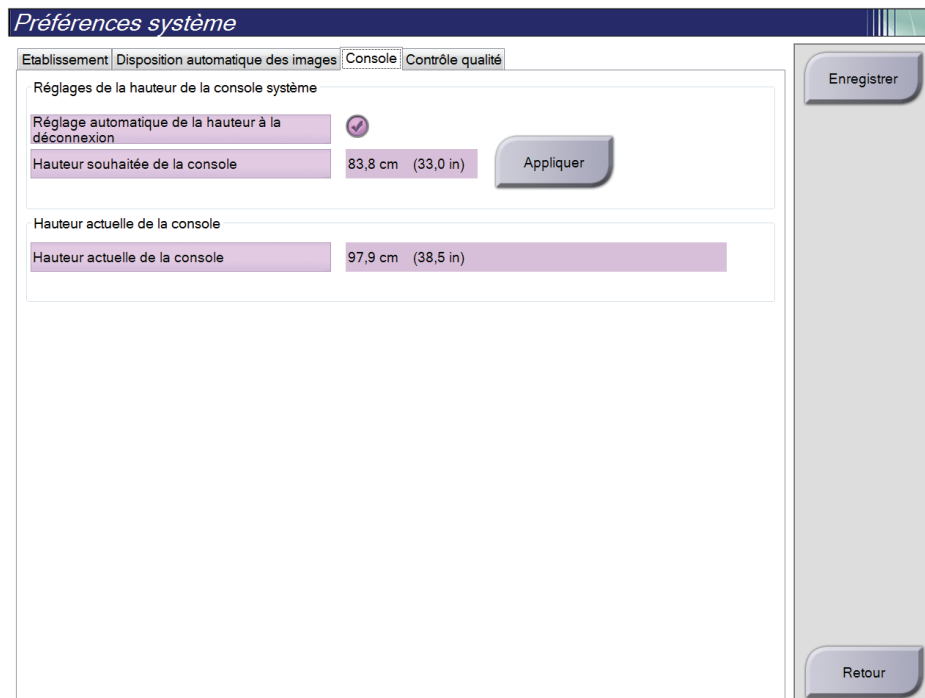 Préférences système
Etablissement Disposition automatique des images Console Contrôle qualité
Enregistrer
Réglages de la hauteur de la console système
Réglage automatique de la hauteur à la
déconnexion
Hauteur souhaitée de la console 83,8 cm (33,0 in) Appliquer
Hauteur actuelle de la console
Hauteur actuelle de la console 97,9 cm (38,5 in)
Retour